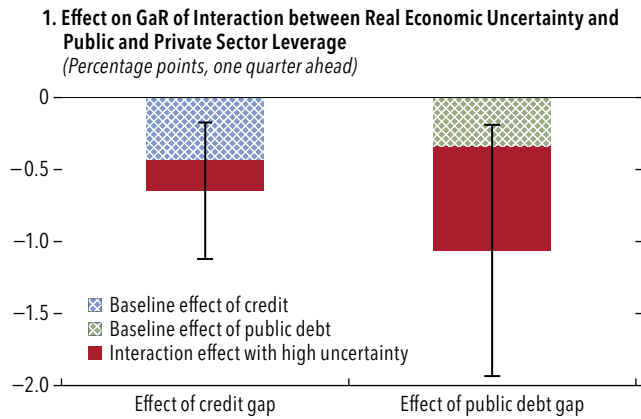 1. Effect on GaR of Interaction between Real Economic Uncertainty and
Public and Private Sector Leverage
(Percentage points, one quarter ahead)
0
−0.5
−1.0
−1.5
−2.0
Baseline effect of credit
Baseline effect of public debt
Interaction effect with high uncertainty
Effect of credit gap
Effect of public debt gap